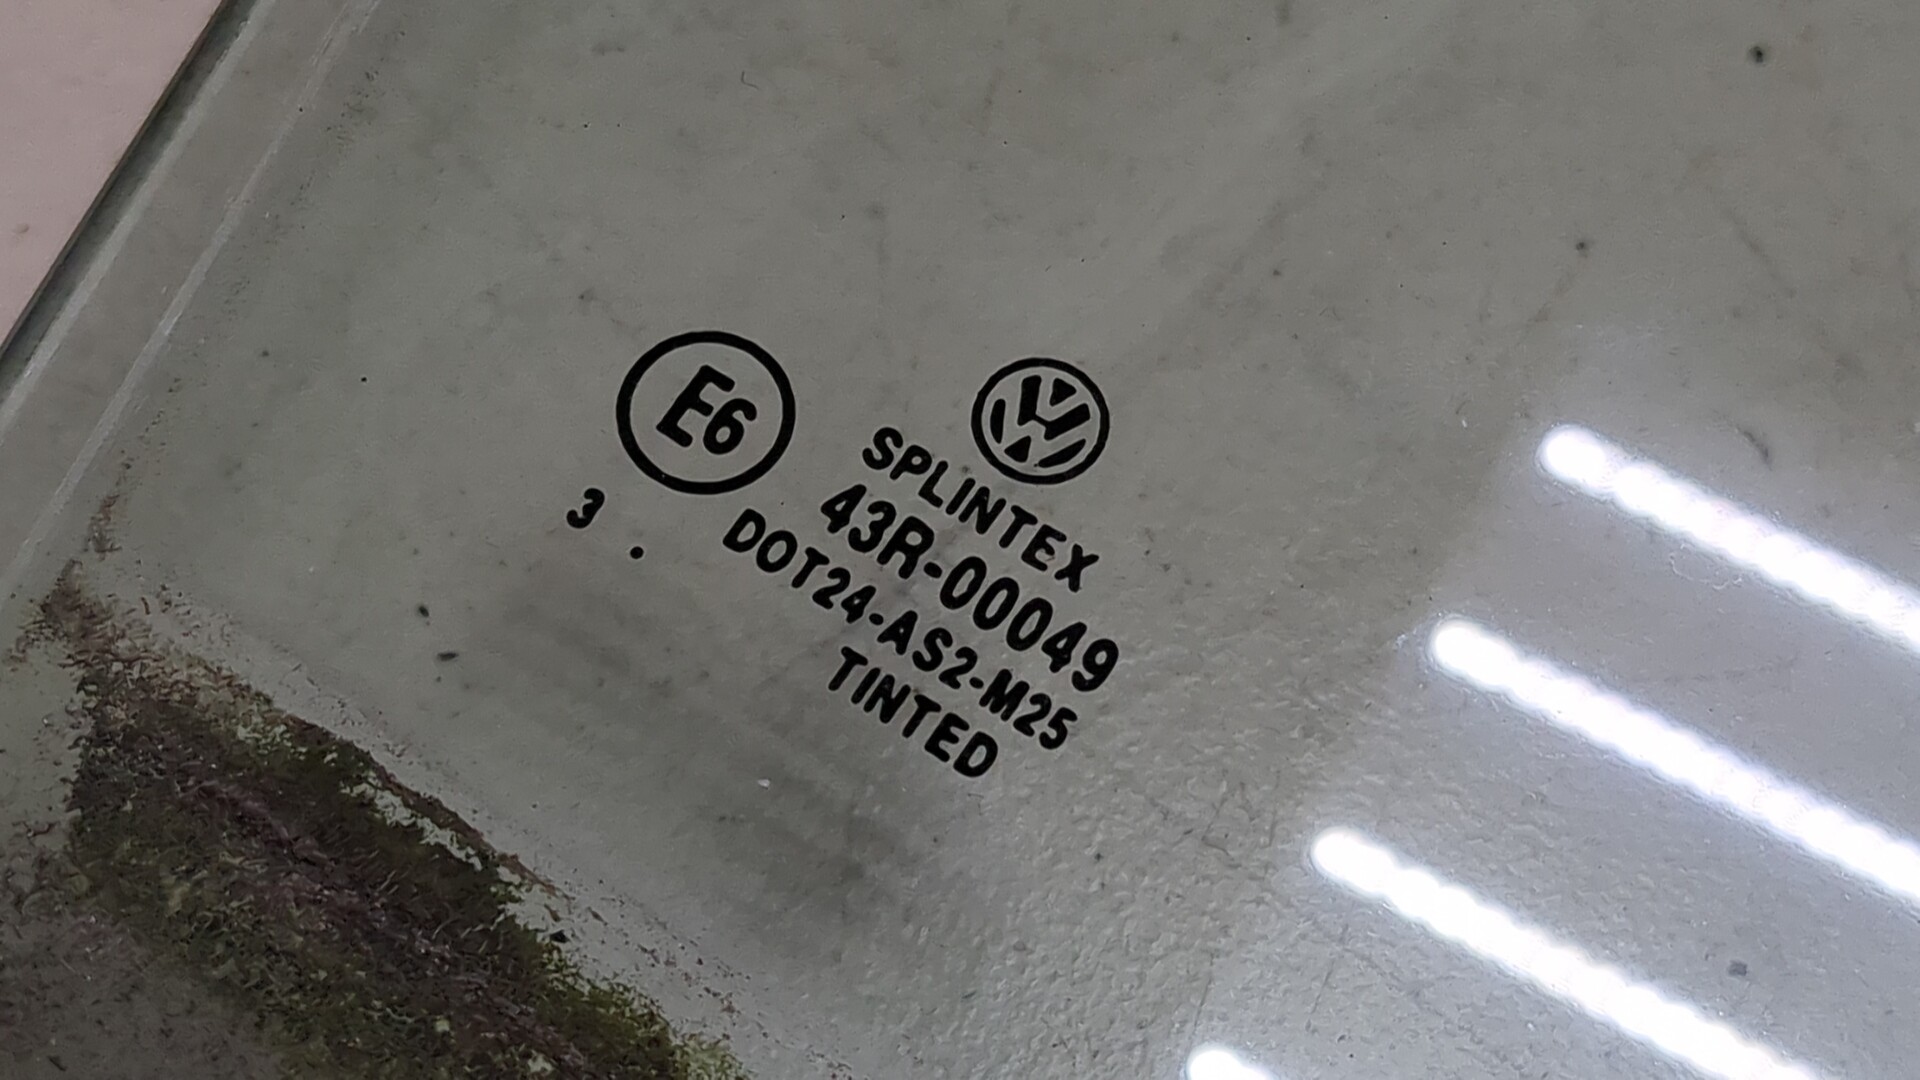 E6
SPLINTEX
43R-00049
DOT24-AS2-M25
TINTED
3 .